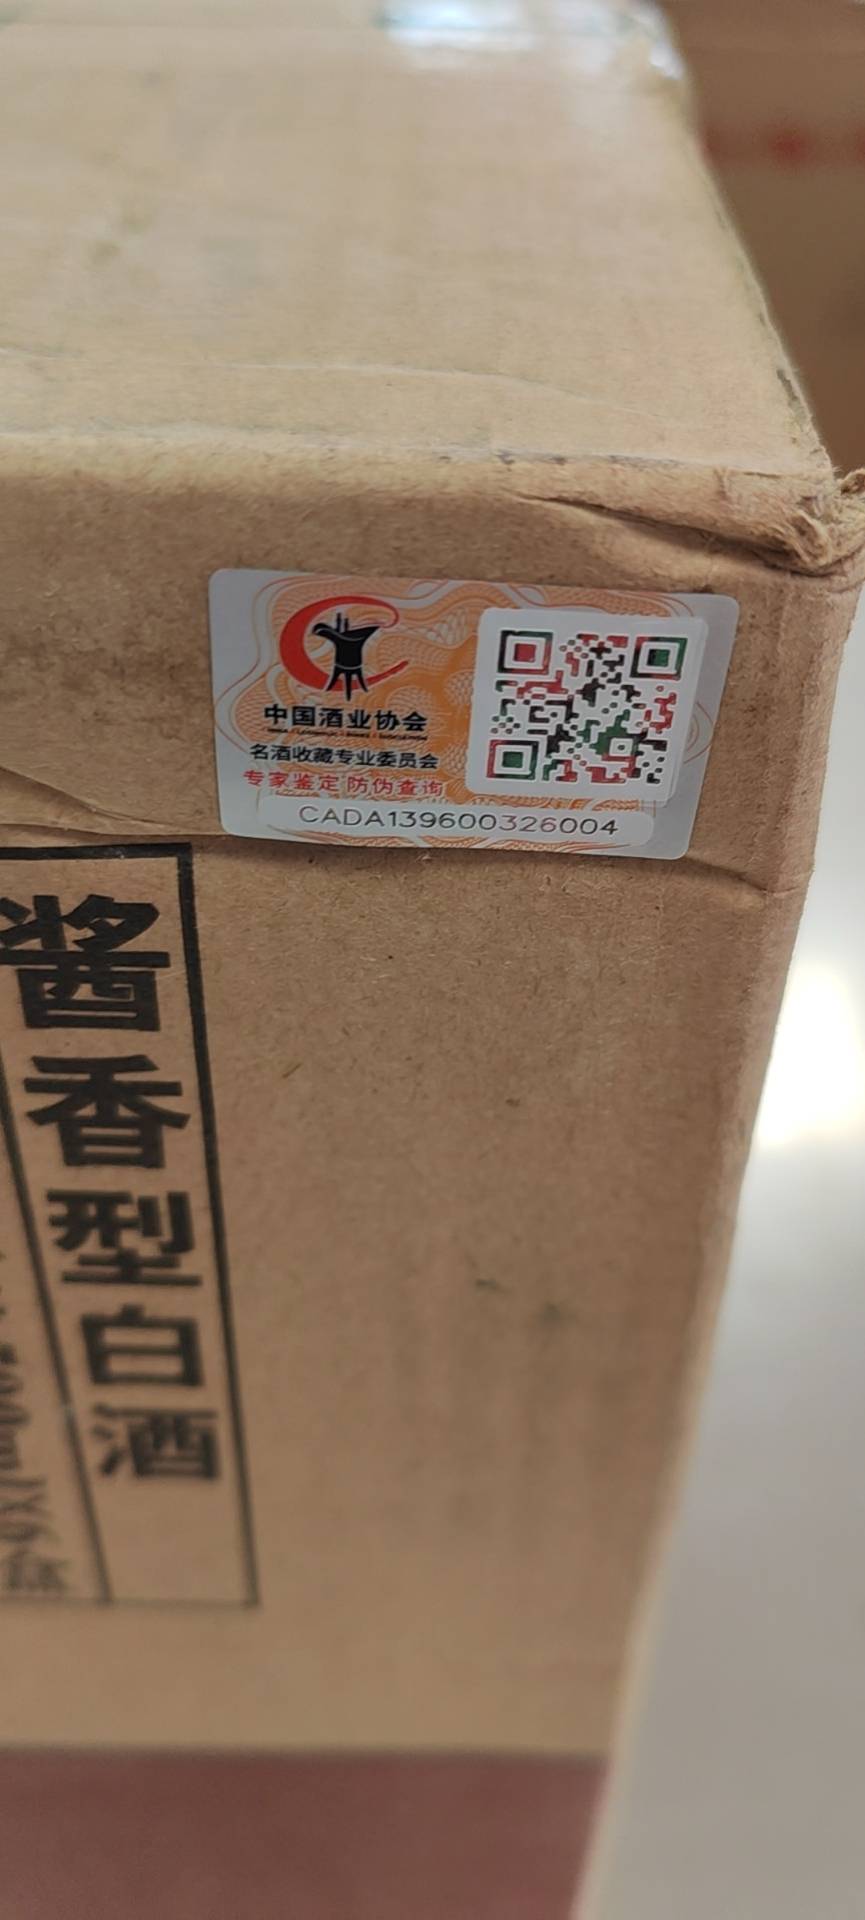 中国酒业协会
名酒收藏专业委员会
专家鉴定 防伪查询
CADA139600326004
酱香型白酒